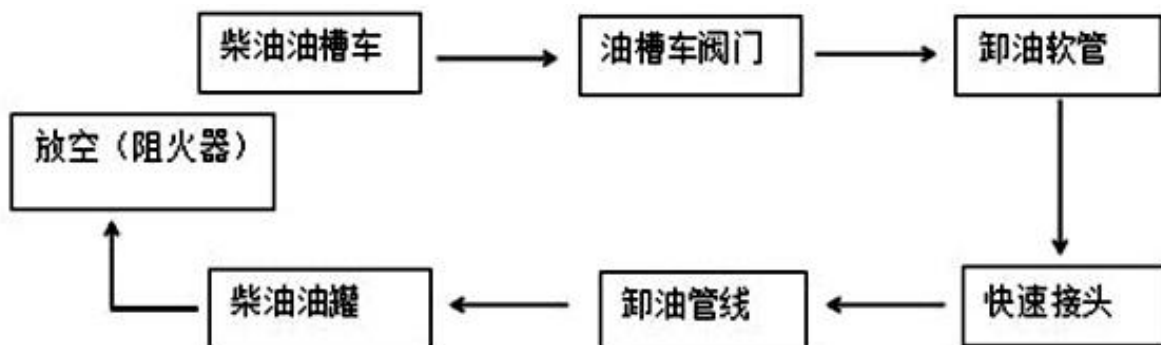 柴油油槽车
油槽车阀门
卸油软管
快速接头
卸油管线
柴油油罐
放空（阻火器）